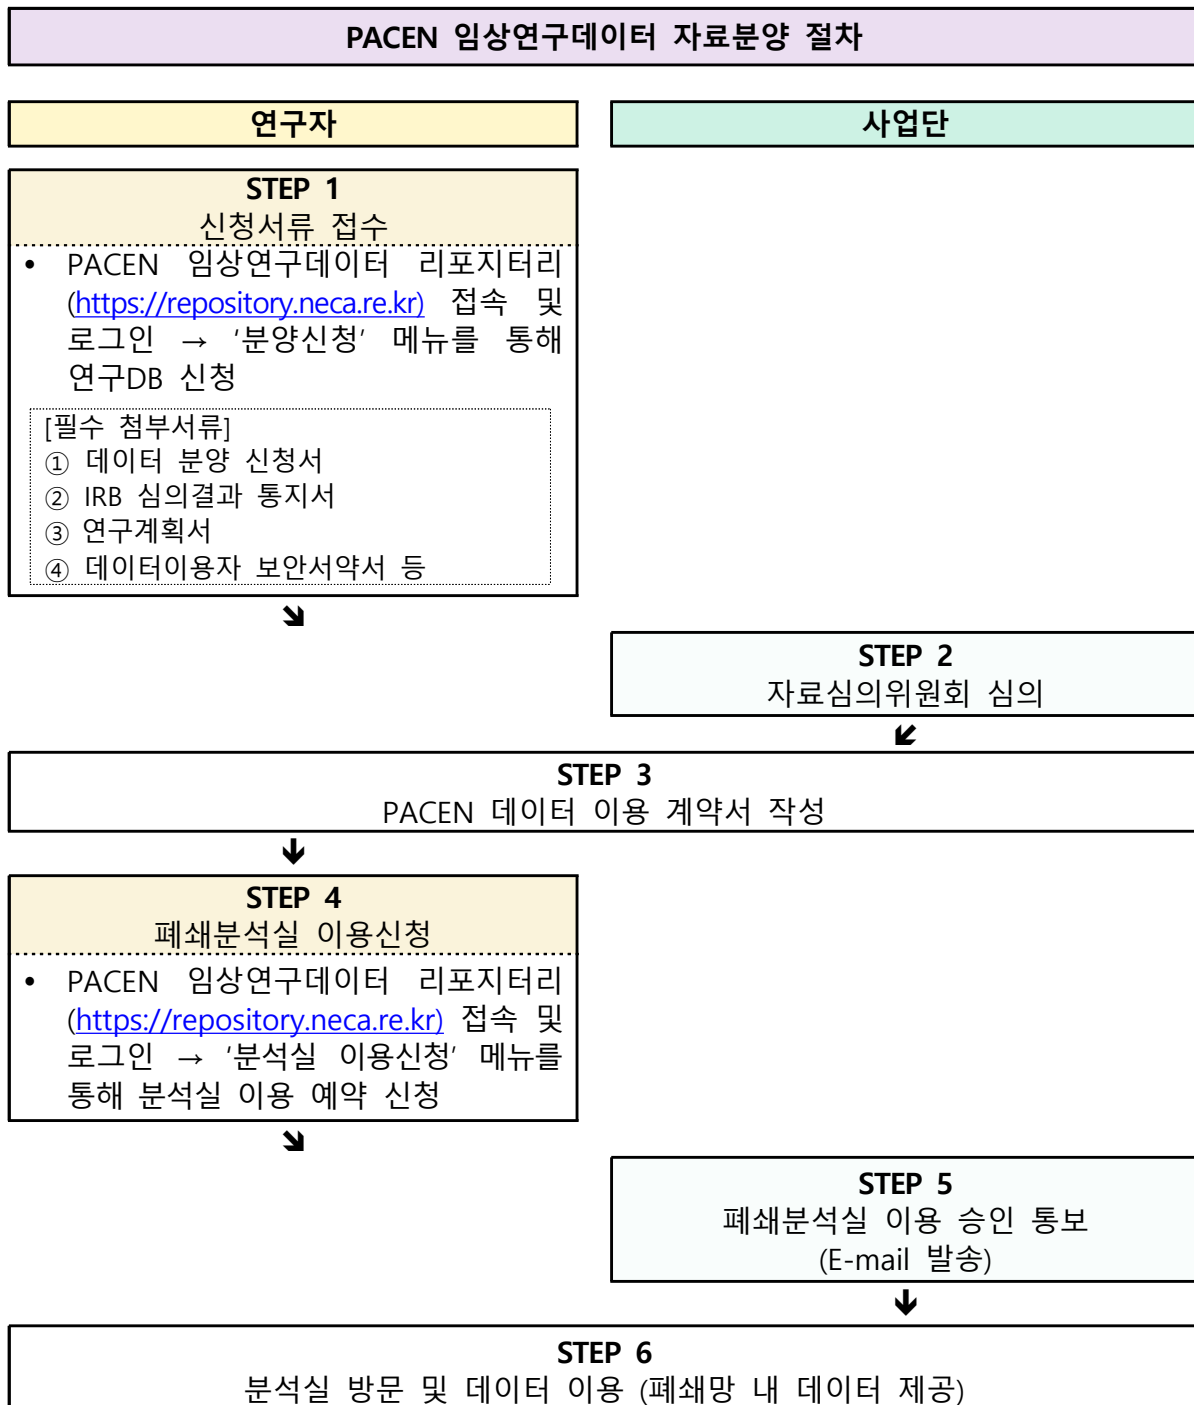 PACEN 임상연구데이터 자료분양 절차
연구자
사업단
STEP 1
신청서류 접수
• PACEN 임상연구데이터 리포지터리
(https://repository.neca.re.kr) 접속 및
로그인 → ‘분양신청’ 메뉴를 통해
연구DB 신청
[필수 첨부서류]
① 데이터 분양 신청서
② IRB 심의결과 통지서
③ 연구계획서
④ 데이터이용자 보안서약서 등
STEP 2
자료심의위원회 심의
STEP 3
PACEN 데이터 이용 계약서 작성
STEP 4
폐쇄분석실 이용신청
• PACEN 임상연구데이터 리포지터리
(https://repository.neca.re.kr) 접속 및
로그인 → ‘분석실 이용신청’ 메뉴를
통해 분석실 이용 예약 신청
STEP 5
폐쇄분석실 이용 승인 통보
(E-mail 발송)
STEP 6
분석실 방문 및 데이터 이용 (폐쇄망 내 데이터 제공)